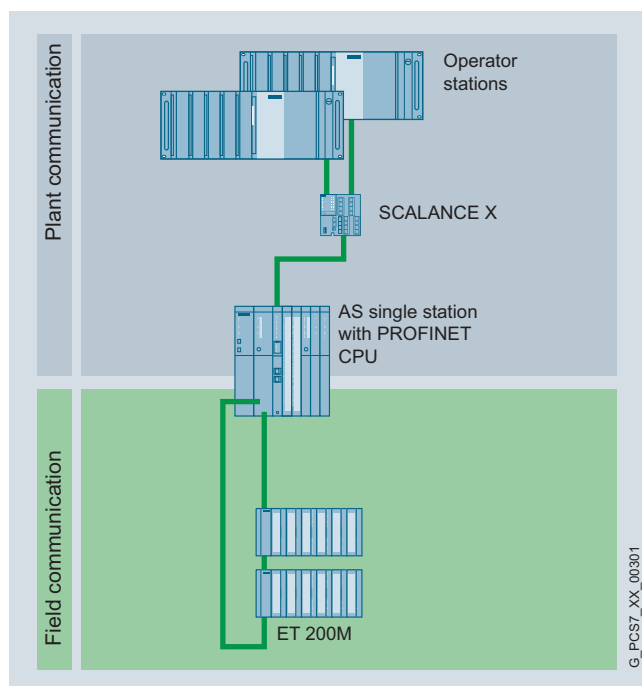 Plant communication
Operator
stations
SCALANCE X
AS single station
with PROFINET
CPU
Field communication
ET 200M
G_PCS7_XX_00301